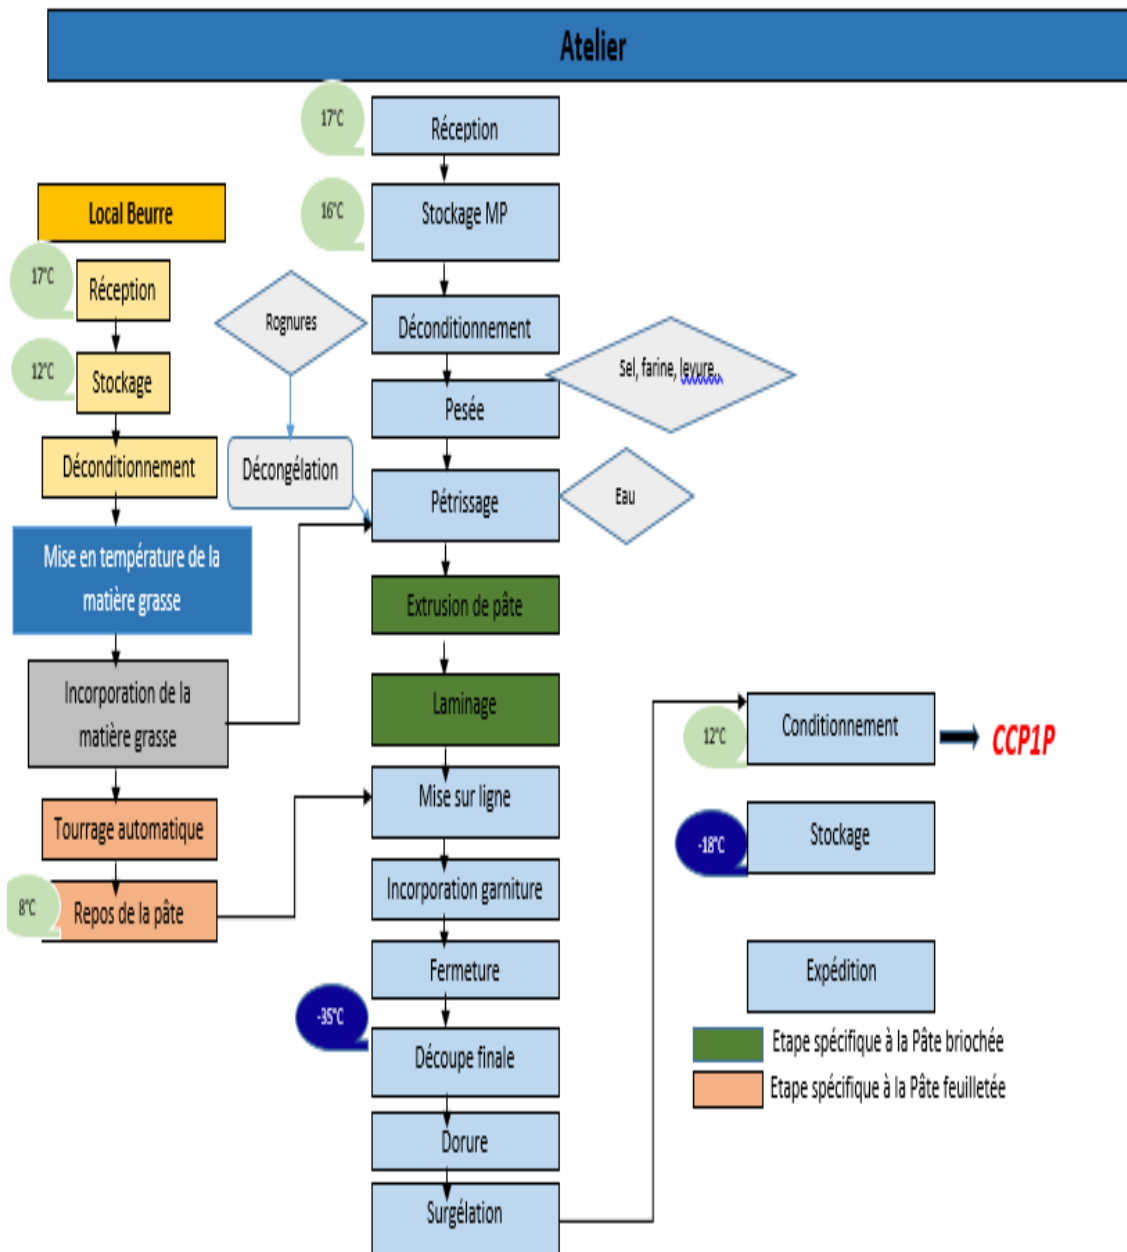 Atelier
17°C
Réception
16°C
Stockage MP
Local Beurre
17°C
Réception
Rognures
Déconditionnement
12°C
Stockage
Sel, farine, levure..
Pesée
Déconditionnement
Décongélation
Pétrissage
Eau
Mise en température de la
matière grasse
Extrusion de pâte
Incorporation de la
matière grasse
Laminage
12°C
Conditionnement
CCP1P
Mise sur ligne
Tourrage automatique
-18°C
Stockage
Incorporation garniture
8°C
Repos de la pâte
Fermeture
Expédition
-35°C
Découpe finale
Etape spécifique à la Pâte briochée
Etape spécifique à la Pâte feuilletée
Dorure
Surgélation